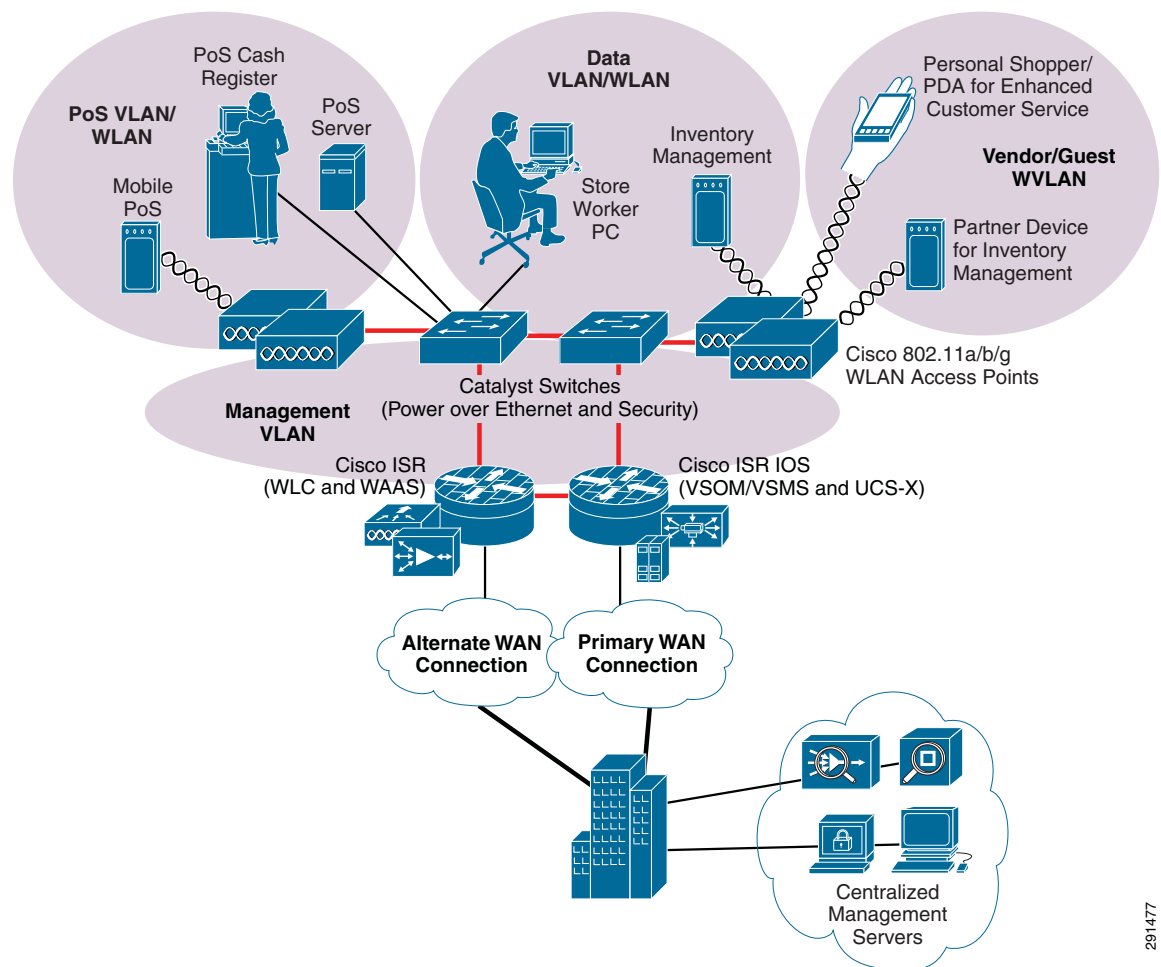 PoS Cash
Register
PoS VLAN/
WLAN
PoS
Server
Mobile
PoS
Data
VLAN/WLAN
Inventory
Management
Store
Worker
PC
Personal Shopper/
PDA for Enhanced
Customer Service
Vendor/Guest
WVLAN
Partner Device
for Inventory
Management
Cisco 802.11a/b/g
WLAN Access Points
Catalyst Switches
(Power over Ethernet and Security)
Management
VLAN
Cisco ISR
(WLC and WAAS)
Cisco ISR IOS
(VSOM/VSMS and UCS-X)
Alternate WAN
Connection
Primary WAN
Connection
Centralized
Management
Servers
291477